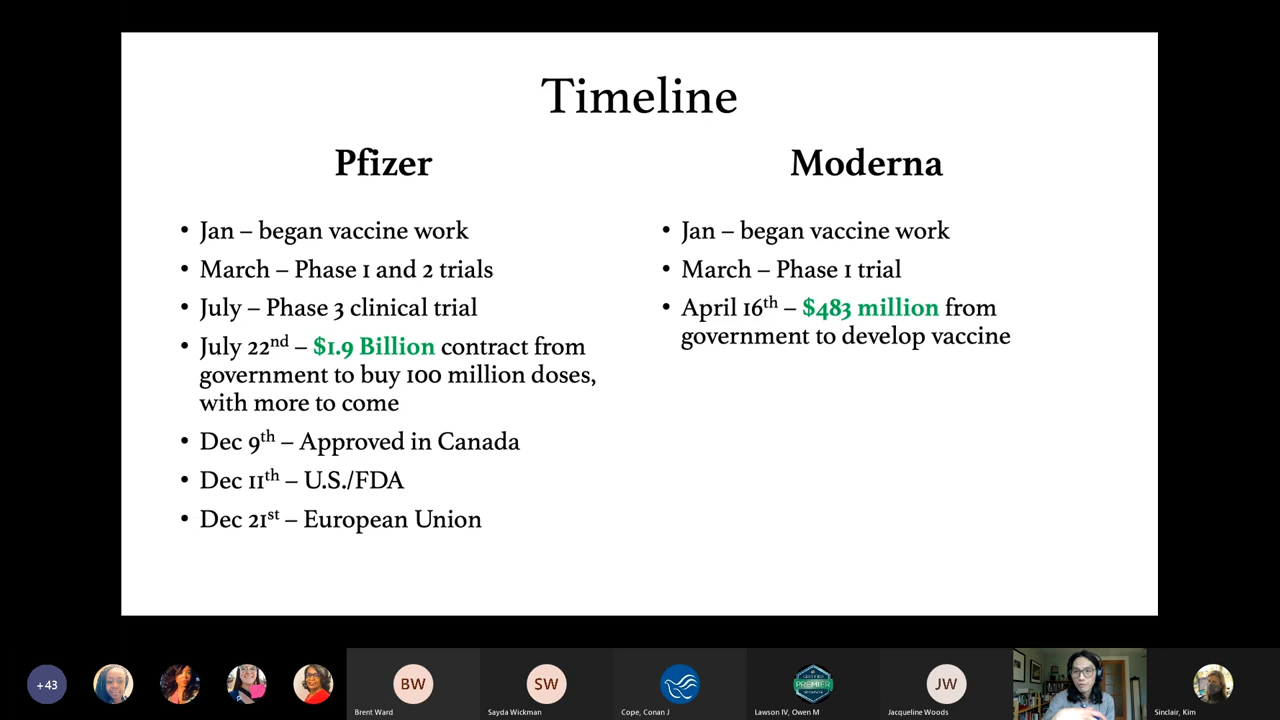 Timeline
Pfizer
• Jan – began vaccine work
• March – Phase 1 and 2 trials
• July – Phase 3 clinical trial
• July 22nd – $1.9 Billion contract from
government to buy 100 million doses,
with more to come
• Dec 9th – Approved in Canada
• Dec 11th – U.S./FDA
• Dec 21st – European Union
Moderna
• Jan – began vaccine work
• March – Phase 1 trial
• April 16th – $483 million from
government to develop vaccine
+43
BW
Brent Ward
SW
Sayda Wickman
Cope, Conan J
PREMIER
Lawson IV, Owen M
JW
Jacqueline Woods
Sinclair, Kim